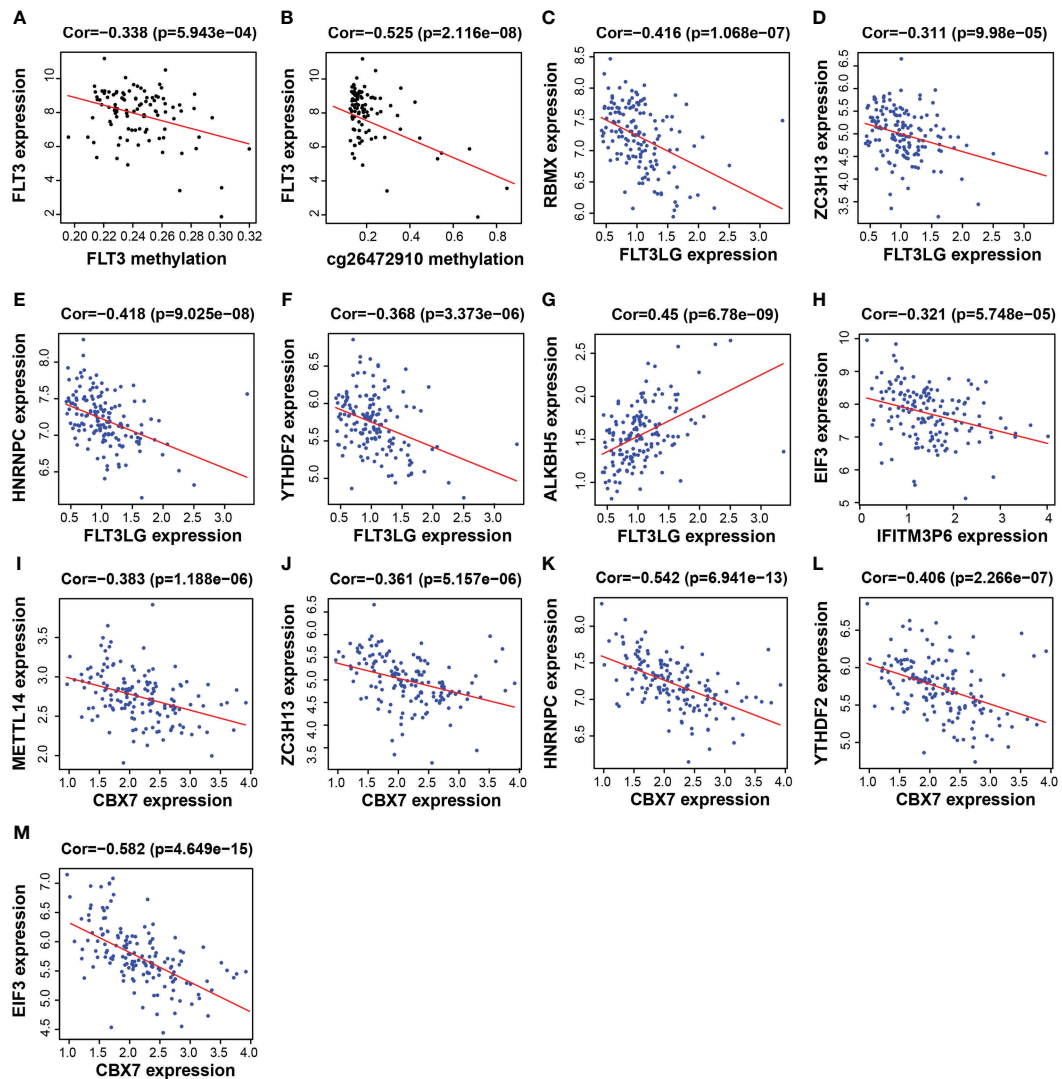 A
Cor=−0.338 (p=5.943e−04)
FLT3 expression
2 4 6 8 10
0.20 0.24 0.28 0.32
FLT3 methylation
B
Cor=−0.525 (p=2.116e−08)
FLT3 expression
2 4 6 8 10
0.2 0.4 0.6 0.8
cg26472910 methylation
C
Cor=−0.416 (p=1.068e−07)
RBMX expression
6.0 6.5 7.0 7.5 8.0 8.5
0.5 1.0 1.5 2.0 2.5 3.0
FLT3LG expression
D
Cor=−0.311 (p=9.98e−05)
ZC3H13 expression
3.5 4.0 4.5 5.0 5.5 6.0 6.5
0.5 1.0 1.5 2.0 2.5 3.0
FLT3LG expression
E
Cor=−0.418 (p=9.025e−08)
HNRNPC expression
6.5 7.0 7.5 8.0
0.5 1.0 1.5 2.0 2.5 3.0
FLT3LG expression
F
Cor=−0.368 (p=3.373e−06)
YTHDF2 expression
5.0 5.5 6.0 6.5
0.5 1.0 1.5 2.0 2.5 3.0
FLT3LG expression
G
Cor=0.45 (p=6.78e−09)
ALKBH5 expression
1.0 1.5 2.0 2.5
0.5 1.0 1.5 2.0 2.5 3.0
FLT3LG expression
H
Cor=−0.321 (p=5.748e−05)
EIF3 expression
5 6 7 8 9 10
0 1 2 3 4
IFITM3P6 expression
I
Cor=−0.383 (p=1.188e−06)
METTL14 expression
2.0 2.5 3.0 3.5
1.0 1.5 2.0 2.5 3.0 3.5 4.0
CBX7 expression
J
Cor=−0.361 (p=5.157e−06)
ZC3H13 expression
3.5 4.0 4.5 5.0 5.5 6.0 6.5
1.0 1.5 2.0 2.5 3.0 3.5 4.0
CBX7 expression
K
Cor=−0.542 (p=6.941e−13)
HNRNPC expression
6.5 7.0 7.5 8.0
1.0 1.5 2.0 2.5 3.0 3.5 4.0
CBX7 expression
L
Cor=−0.406 (p=2.266e−07)
YTHDF2 expression
5.0 5.5 6.0 6.5
1.0 1.5 2.0 2.5 3.0 3.5 4.0
CBX7 expression
M
Cor=−0.582 (p=4.649e−15)
EIF3 expression
4.5 5.0 5.5 6.0 6.5 7.0
1.0 1.5 2.0 2.5 3.0 3.5 4.0
CBX7 expression